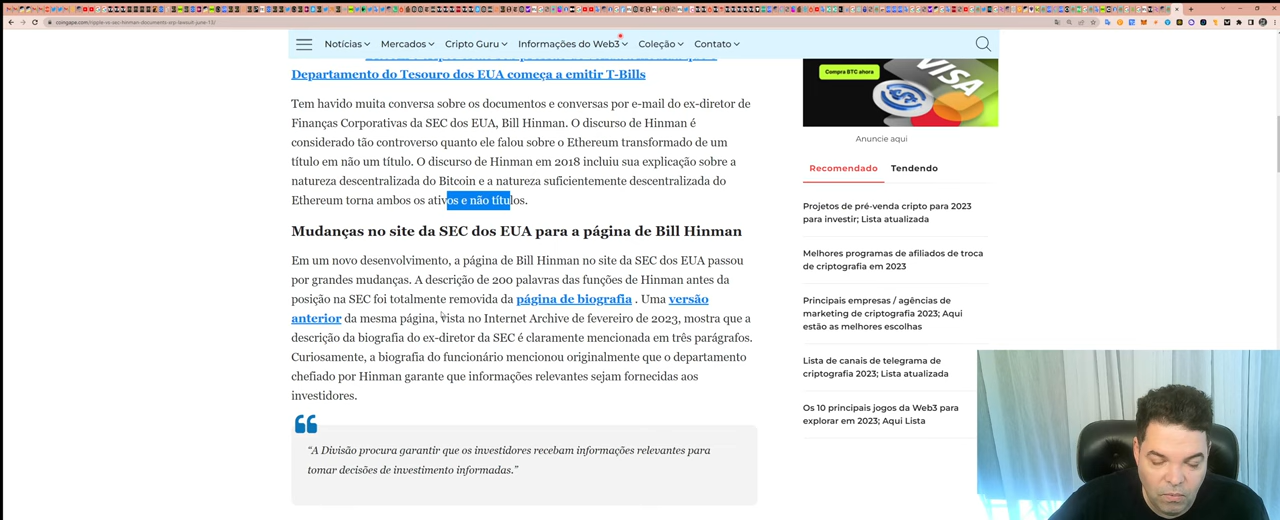 coingape.com/ripple-vs-sec-hinman-documents-xrp-lawsuit-june-13/
Notícias
Mercados
Cripto Guru
Informações do Web3
Coleção
Contato
Departamento do Tesouro dos EUA começa a emitir T-Bills
Tem havido muita conversa sobre os documentos e conversas por e-mail do ex-diretor de
Finanças Corporativas da SEC dos EUA, Bill Hinman. O discurso de Hinman é
considerado tão controverso quanto ele falou sobre o Ethereum transformado de um
título em não um título. O discurso de Hinman em 2018 incluiu sua explicação sobre a
natureza descentralizada do Bitcoin e a natureza suficientemente descentralizada do
Ethereum torna ambos os ativos e não títulos.
Mudanças no site da SEC dos EUA para a página de Bill Hinman
Em um novo desenvolvimento, a página de Bill Hinman no site da SEC dos EUA passou
por grandes mudanças. A descrição de 200 palavras das funções de Hinman antes da
posição na SEC foi totalmente removida da página de biografia . Uma versão
anterior da mesma página, vista no Internet Archive de fevereiro de 2023, mostra que a
descrição da biografia do ex-diretor da SEC é claramente mencionada em três parágrafos.
Curiosamente, a biografia do funcionário mencionou originalmente que o departamento
chefiado por Hinman garante que informações relevantes sejam fornecidas aos
investidores.
“A Divisão procura garantir que os investidores recebam informações relevantes para
tomar decisões de investimento informadas.”
Compra BTC ahora
VISA
Anuncie aqui
Recomendado
Tendendo
Projetos de pré-venda cripto para 2023
para investir; Lista atualizada
Melhores programas de afiliados de troca
de criptografia em 2023
Principais empresas / agências de
marketing de criptografia 2023; Aqui
estão as melhores escolhas
Lista de canais de telegrama de
criptografia 2023; Lista atualizada
Os 10 principais jogos da Web3 para
explorar em 2023; Aqui Lista